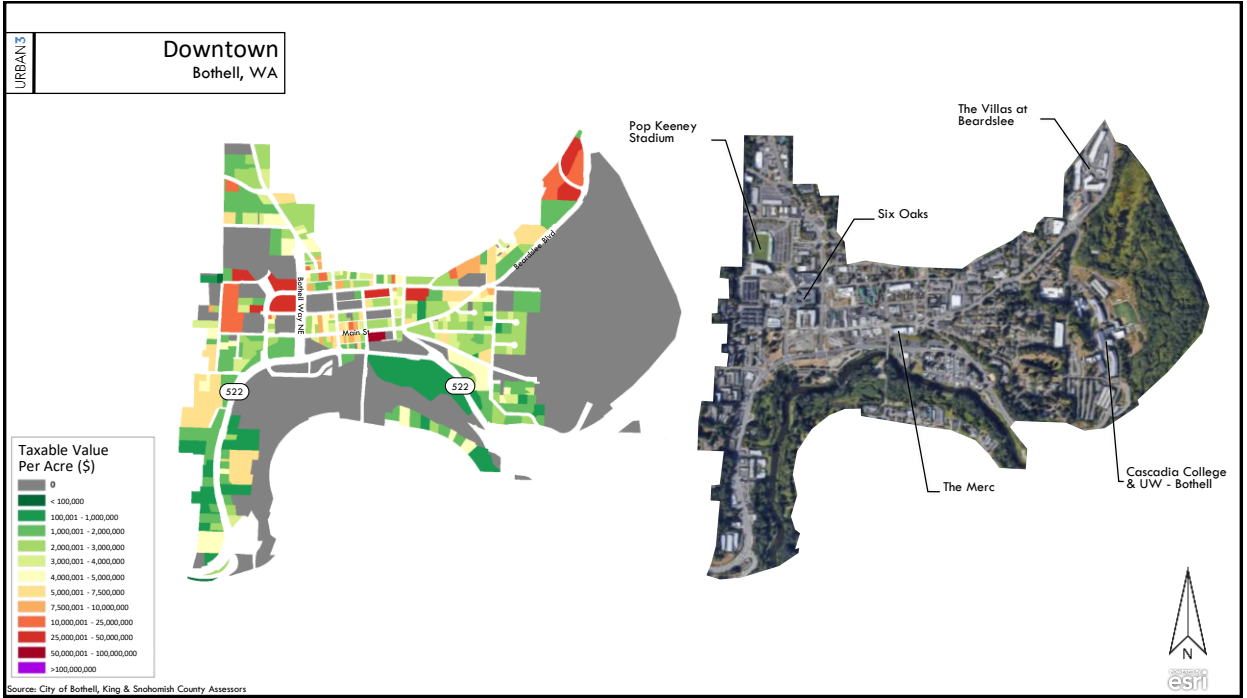 URBAN3
Downtown
Bothell, WA
Pop Keeney
Stadium
The Villas at
Beardslee
Six Oaks
Beardslee Blvd
Bothell Way NE
Main St
522
522
The Merc
Cascadia College
& UW - Bothell
Taxable Value
Per Acre ($)
0
< 100,000
100,001 - 1,000,000
1,000,001 - 2,000,000
2,000,001 - 3,000,000
3,000,001 - 4,000,000
4,000,001 - 5,000,000
5,000,001 - 7,500,000
7,500,001 - 10,000,000
10,000,001 - 25,000,000
25,000,001 - 50,000,000
50,000,001 - 100,000,000
>100,000,000
N
esri
Source: City of Bothell, King & Snohomish County Assessors